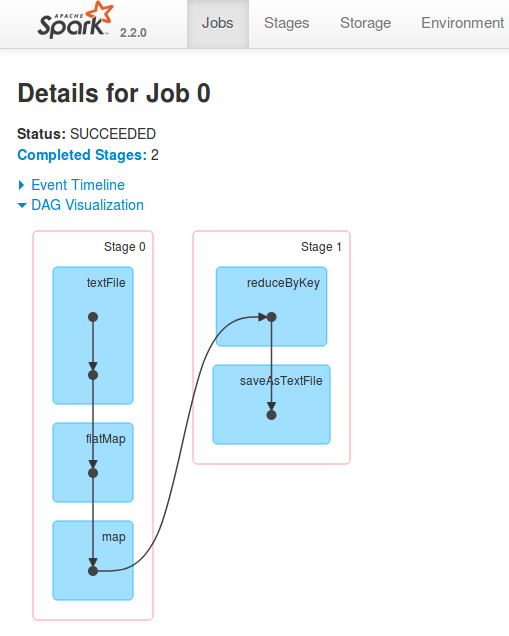 APACHE
Spark™ 2.2.0 Jobs Stages Storage Environment
Details for Job 0
Status: SUCCEEDED
Completed Stages: 2
Event Timeline
DAG Visualization
Stage 0
textFile
flatMap
map
Stage 1
reduceByKey
saveAsTextFile